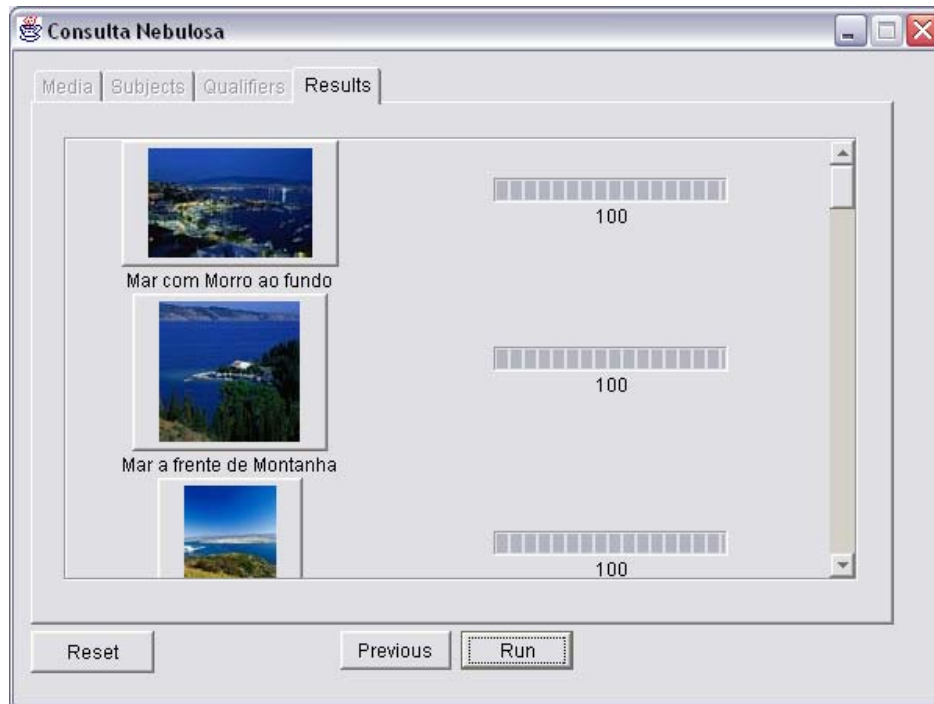 Consulta Nebulosa
Media Subjects Qualifiers Results
100
Mar com Morro ao fundo
100
Mar a frente de Montanha
100
Reset Previous Run